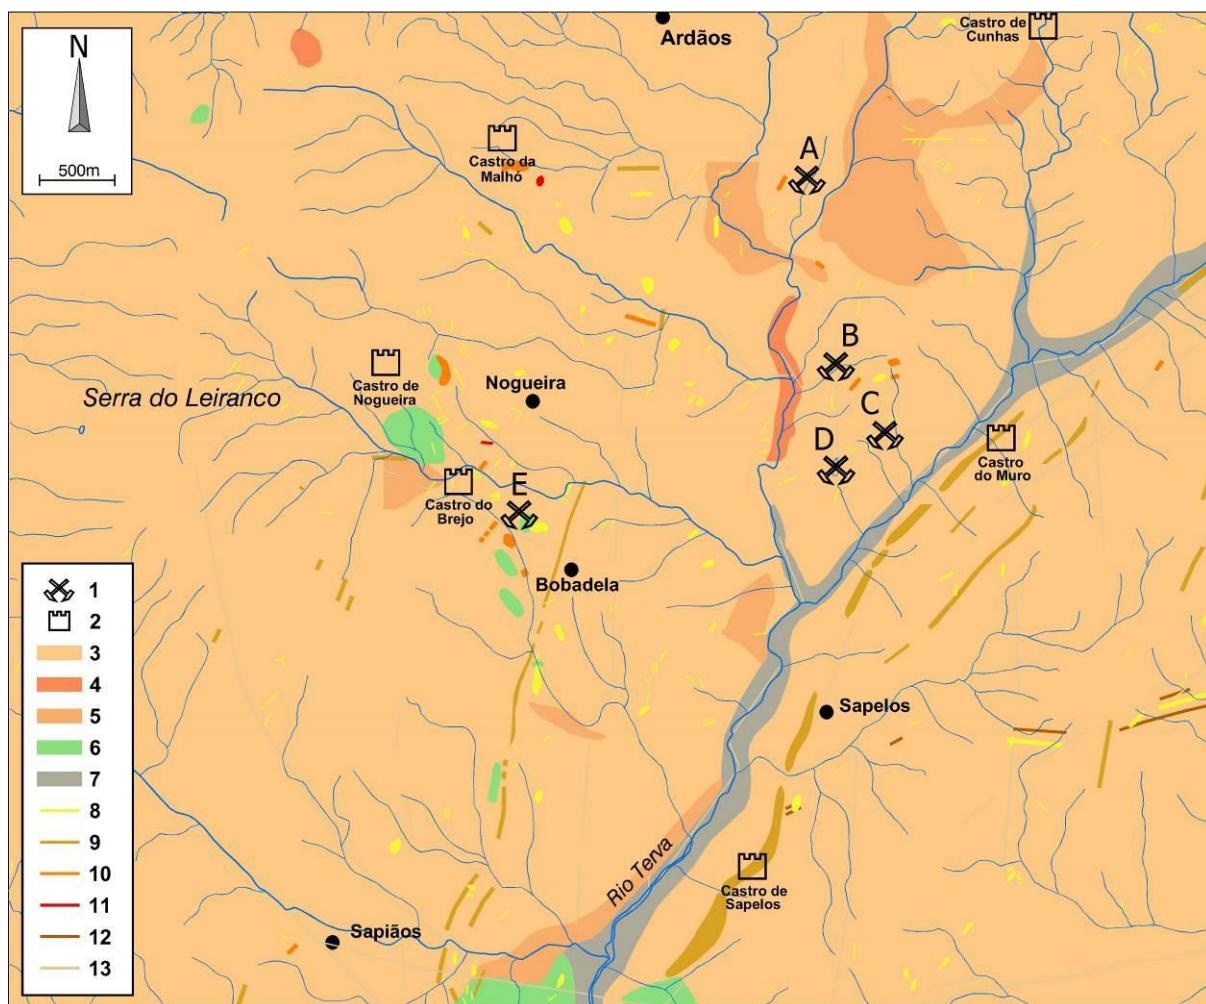 N
500m
Ardãos
Castro de
Cunhas
Castro da
Malhó
A
B
Castro de
Nogueira
Nogueira
Serra do Leiranco
C
D
Castro
do Muro
Castro do
Brejo
E
Bobadela
Sapelos
Rio Terva
Castro de
Sapelos
Sapiãos
1
2
3
4
5
6
7
8
9
10
11
12
13